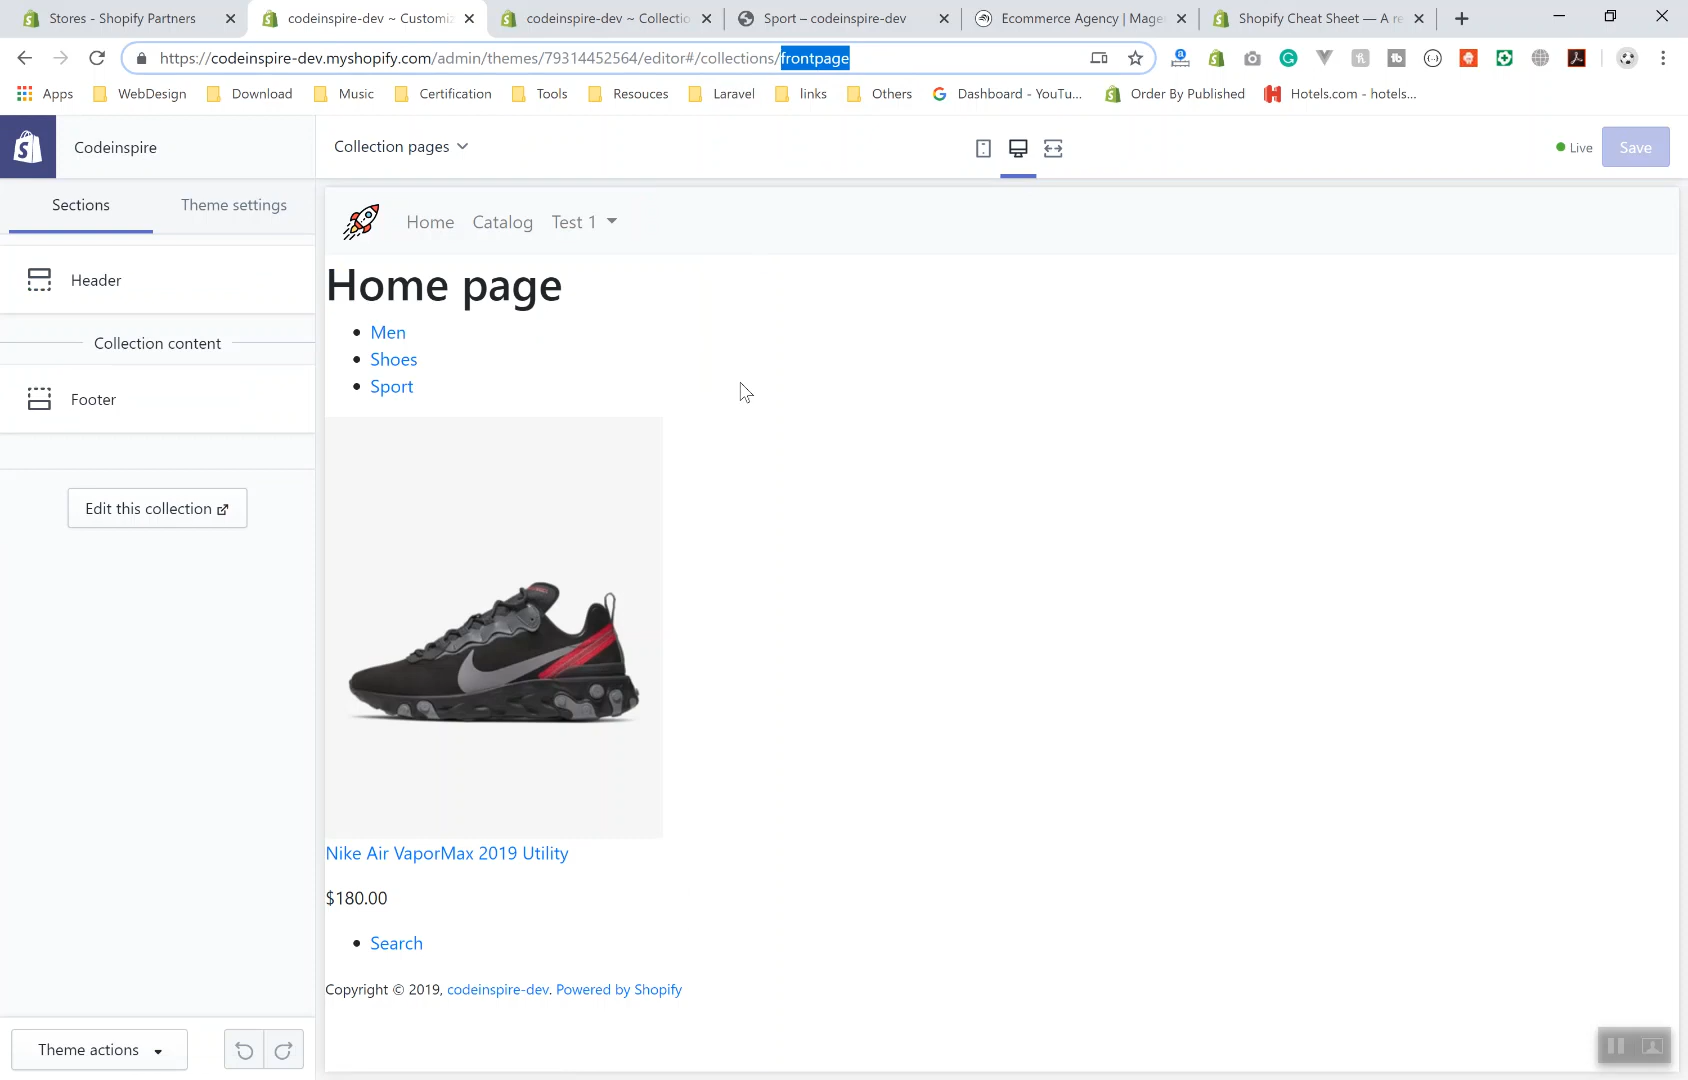 Stores - Shopify Partners
codeinspire-dev ~ Customiz
codeinspire-dev ~ Collectio
Sport – codeinspire-dev
Ecommerce Agency | Mage
Shopify Cheat Sheet — A re
https://codeinspire-dev.myshopify.com/admin/themes/79314452564/editor#/collections/frontpage
Apps
WebDesign
Download
Music
Certification
Tools
Resouces
Laravel
links
Others
Dashboard - YouTu...
Order By Published
Hotels.com - hotels...
Codeinspire
Collection pages
Live
Save
Sections
Theme settings
Header
Collection content
Footer
Edit this collection
Theme actions
Home
Catalog
Test 1
Home page
Men
Shoes
Sport
Nike Air VaporMax 2019 Utility
$180.00
Search
Copyright © 2019, codeinspire-dev. Powered by Shopify